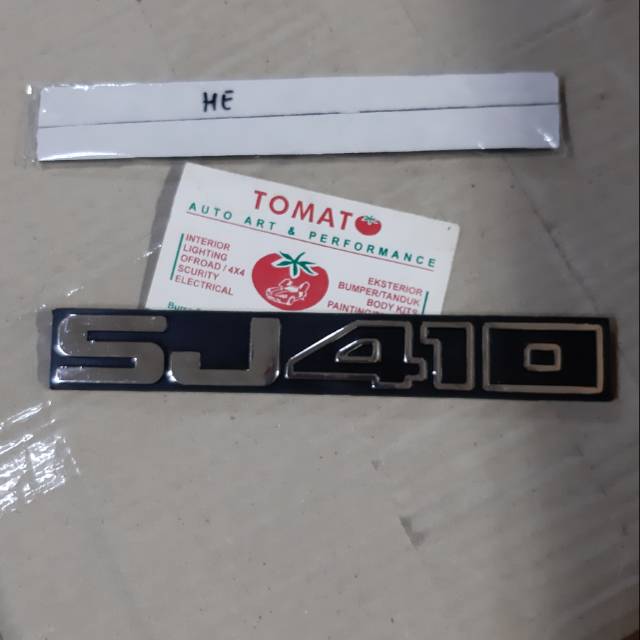 HE
TOMATO
AUTO ART & PERFORMANCE
INTERIOR
LIGHTING
OFROAD / 4X4
SCURITY
ELECTRICAL
EKSTERIOR
BUMPER/TANDUK
BODY KITS
SJ410